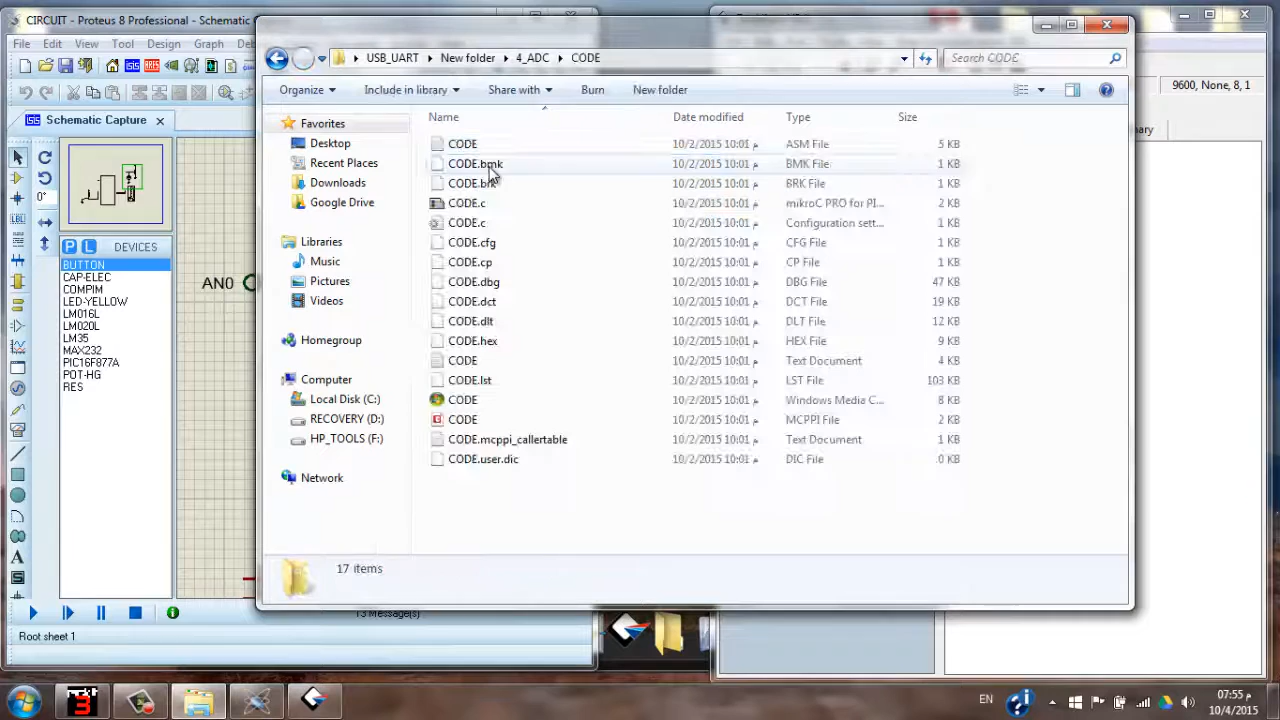 CIRCUIT - Proteus 8 Professional - Schematic
File Edit View Tool Design Graph
Schematic Capture
0°
P L DEVICES
BUTTON
CAP-ELEC
COMPIM
LED-YELLOW
LM016L
LM020L
LM35
MAX232
PIC16F877A
POT-HG
RES
AN0
Root sheet 1
13 Message(s)
USB_UART New folder 4_ADC CODE
Search CODE
Organize Include in library Share with Burn New folder
Favorites
Desktop
Recent Places
Downloads
Google Drive
Libraries
Music
Pictures
Videos
Homegroup
Computer
Local Disk (C:)
RECOVERY (D:)
HP_TOOLS (F:)
Network
Name Date modified Type Size
CODE 10/2/2015 10:01 م ASM File 5 KB
CODE.bmk 10/2/2015 10:01 م BMK File 1 KB
CODE.brk 10/2/2015 10:01 م BRK File 1 KB
CODE.c 10/2/2015 10:01 م mikroC PRO for PI... 2 KB
CODE.c 10/2/2015 10:01 م Configuration sett... 1 KB
CODE.cfg 10/2/2015 10:01 م CFG File 1 KB
CODE.cp 10/2/2015 10:01 م CP File 1 KB
CODE.dbg 10/2/2015 10:01 م DBG File 47 KB
CODE.dct 10/2/2015 10:01 م DCT File 19 KB
CODE.dlt 10/2/2015 10:01 م DLT File 12 KB
CODE.hex 10/2/2015 10:01 م HEX File 9 KB
CODE 10/2/2015 10:01 م Text Document 4 KB
CODE.lst 10/2/2015 10:01 م LST File 103 KB
CODE 10/2/2015 10:01 م Windows Media C... 8 KB
CODE 10/2/2015 10:01 م MCPPI File 1 KB
CODE.mcppi_callertable 10/2/2015 10:01 م Text Document 1 KB
CODE.user.dic 10/2/2015 10:01 م DIC File 0 KB
17 items
9600, None, 8, 1
EN
07:55 م
10/4/2015